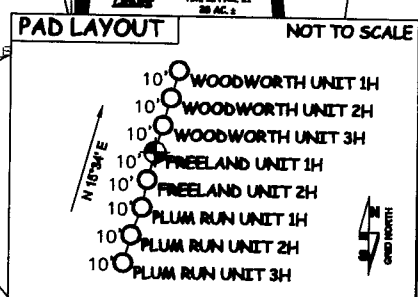 28 AC. ±
PAD LAYOUT
NOT TO SCALE
10' WOODWORTH UNIT 1H
10' WOODWORTH UNIT 2H
10' WOODWORTH UNIT 3H
10' FREELAND UNIT 1H
10' FREELAND UNIT 2H
10' PLUM RUN UNIT 1H
10' PLUM RUN UNIT 2H
10' PLUM RUN UNIT 3H
N
GRID NORTH